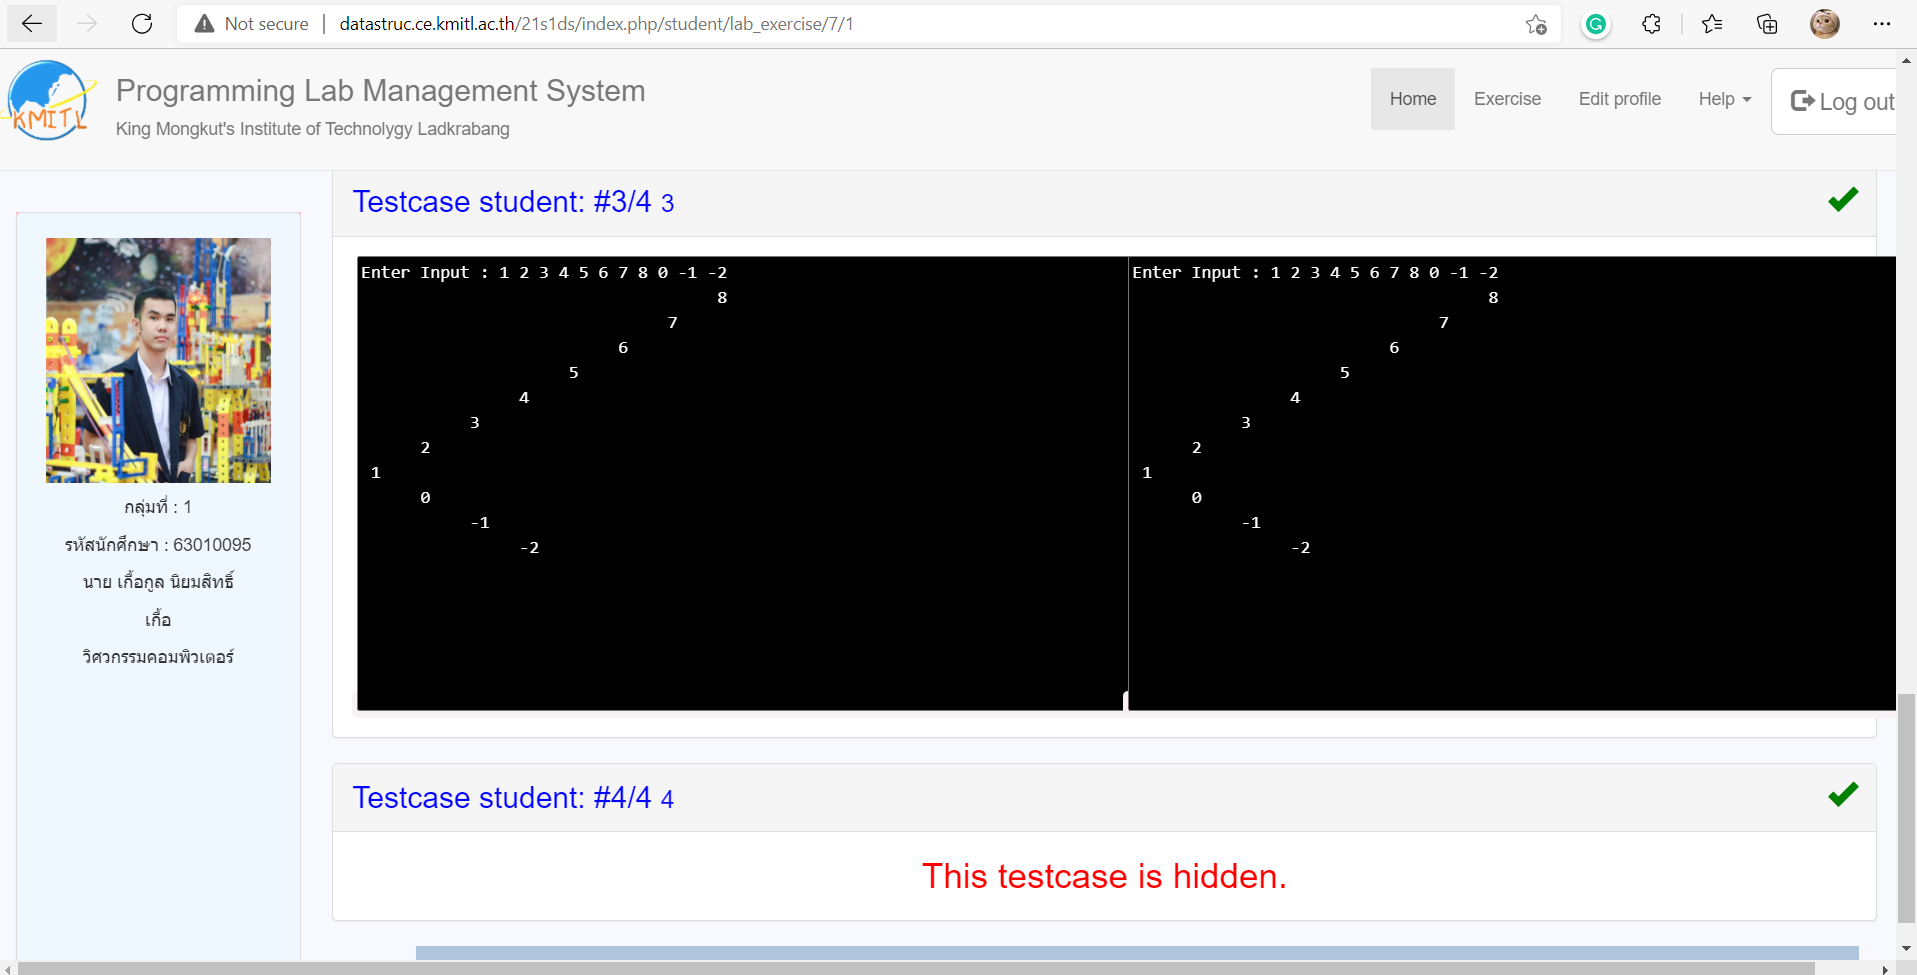 Not secure | datastruc.ce.kmitl.ac.th/21s1ds/index.php/student/lab_exercise/7/1
KMITL
Programming Lab Management System
King Mongkut's Institute of Technolygy Ladkrabang
Home Exercise Edit profile Help Log out
กลุ่มที่ : 1
รหัสนักศึกษา : 63010095
นาย เกื้อกูล นิยมสิทธิ์
เกื้อ
วิศวกรรมคอมพิวเตอร์
Testcase student: #3/4 3
Enter Input : 1 2 3 4 5 6 7 8 0 -1 -2
8
7
6
5
4
3
2
1
0
-1
-2
Enter Input : 1 2 3 4 5 6 7 8 0 -1 -2
8
7
6
5
4
3
2
1
0
-1
-2
Testcase student: #4/4 4
This testcase is hidden.